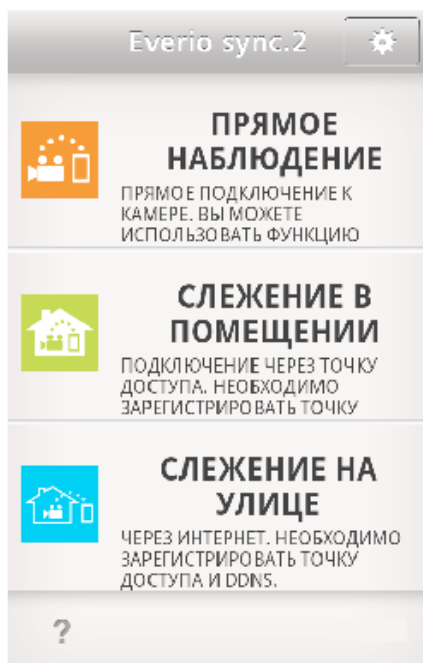 Everio sync.2
ПРЯМОЕ
НАБЛЮДЕНИЕ
ПРЯМОЕ ПОДКЛЮЧЕНИЕ К
КАМЕРЕ. ВЫ МОЖЕТЕ
ИСПОЛЬЗОВАТЬ ФУНКЦИЮ
СЛЕЖЕНИЕ В
ПОМЕЩЕНИИ
ПОДКЛЮЧЕНИЕ ЧЕРЕЗ ТОЧКУ
ДОСТУПА. НЕОБХОДИМО
ЗАРЕГИСТРИРОВАТЬ ТОЧКУ
СЛЕЖЕНИЕ НА
УЛИЦЕ
ЧЕРЕЗ ИНТЕРНЕТ. НЕОБХОДИМО
ЗАРЕГИСТРИРОВАТЬ ТОЧКУ
ДОСТУПА И DDNS.
?